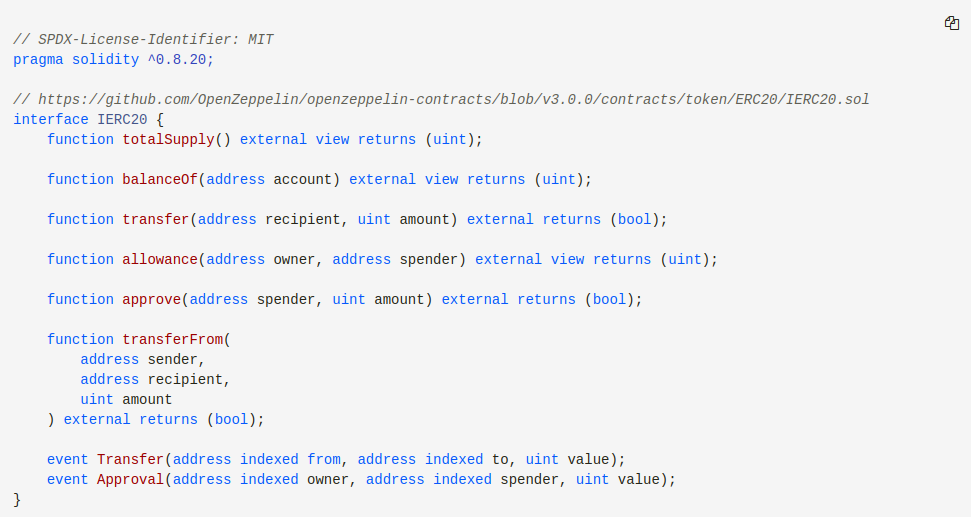 // SPDX-License-Identifier: MIT
pragma solidity ^0.8.20;
// https://github.com/OpenZeppelin/openzeppelin-contracts/blob/v3.0.0/contracts/token/ERC20/IERC20.sol
interface IERC20 {
    function totalSupply() external view returns (uint);
    function balanceOf(address account) external view returns (uint);
    function transfer(address recipient, uint amount) external returns (bool);
    function allowance(address owner, address spender) external view returns (uint);
    function approve(address spender, uint amount) external returns (bool);
    function transferFrom(
        address sender,
        address recipient,
        uint amount
    ) external returns (bool);
    event Transfer(address indexed from, address indexed to, uint value);
    event Approval(address indexed owner, address indexed spender, uint value);
}